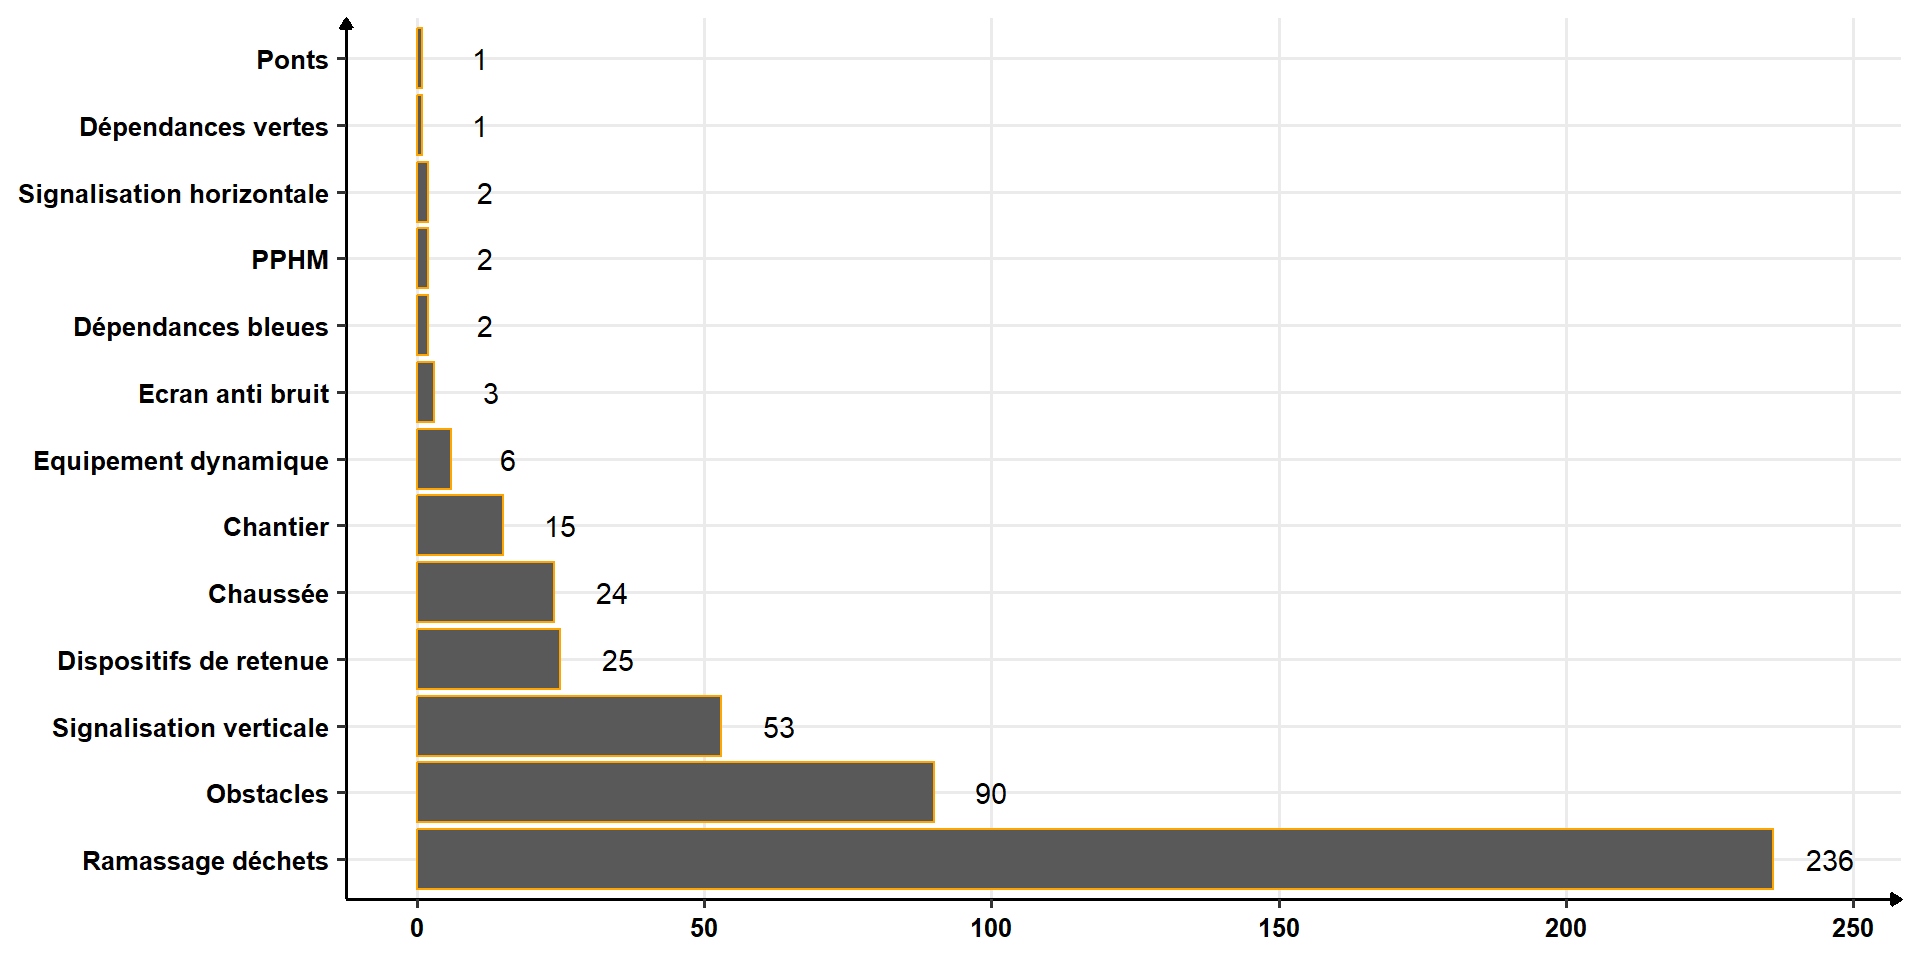 Ponts 1
Dépendances vertes 1
Signalisation horizontale 2
PPHM 2
Dépendances bleues 2
Ecran anti bruit 3
Equipement dynamique 6
Chantier 15
Chaussée 24
Dispositifs de retenue 25
Signalisation verticale 53
Obstacles 90
Ramassage déchets 236
0 50 100 150 200 250